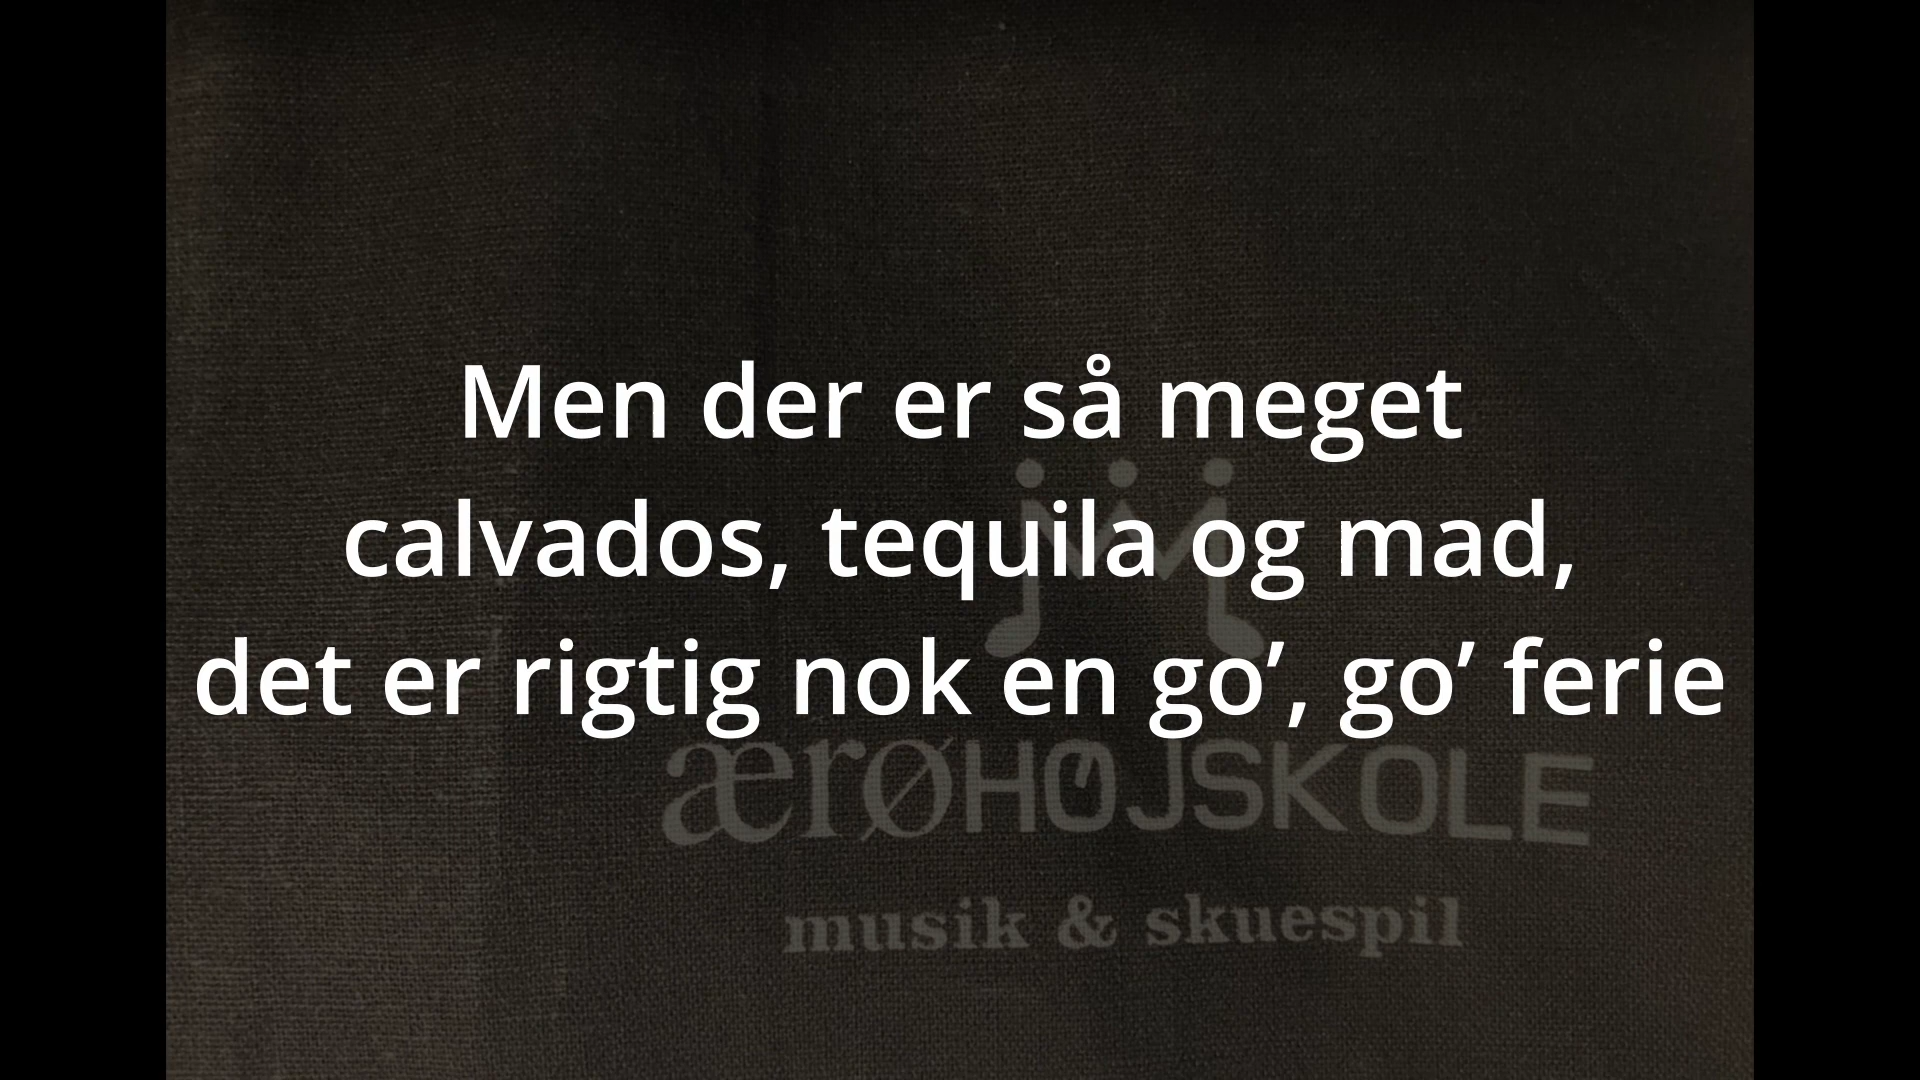 Men der er så meget
calvados, tequila og mad,
det er rigtig nok en go’, go’ ferie
ærøHØJSKOLE
musik & skuespil